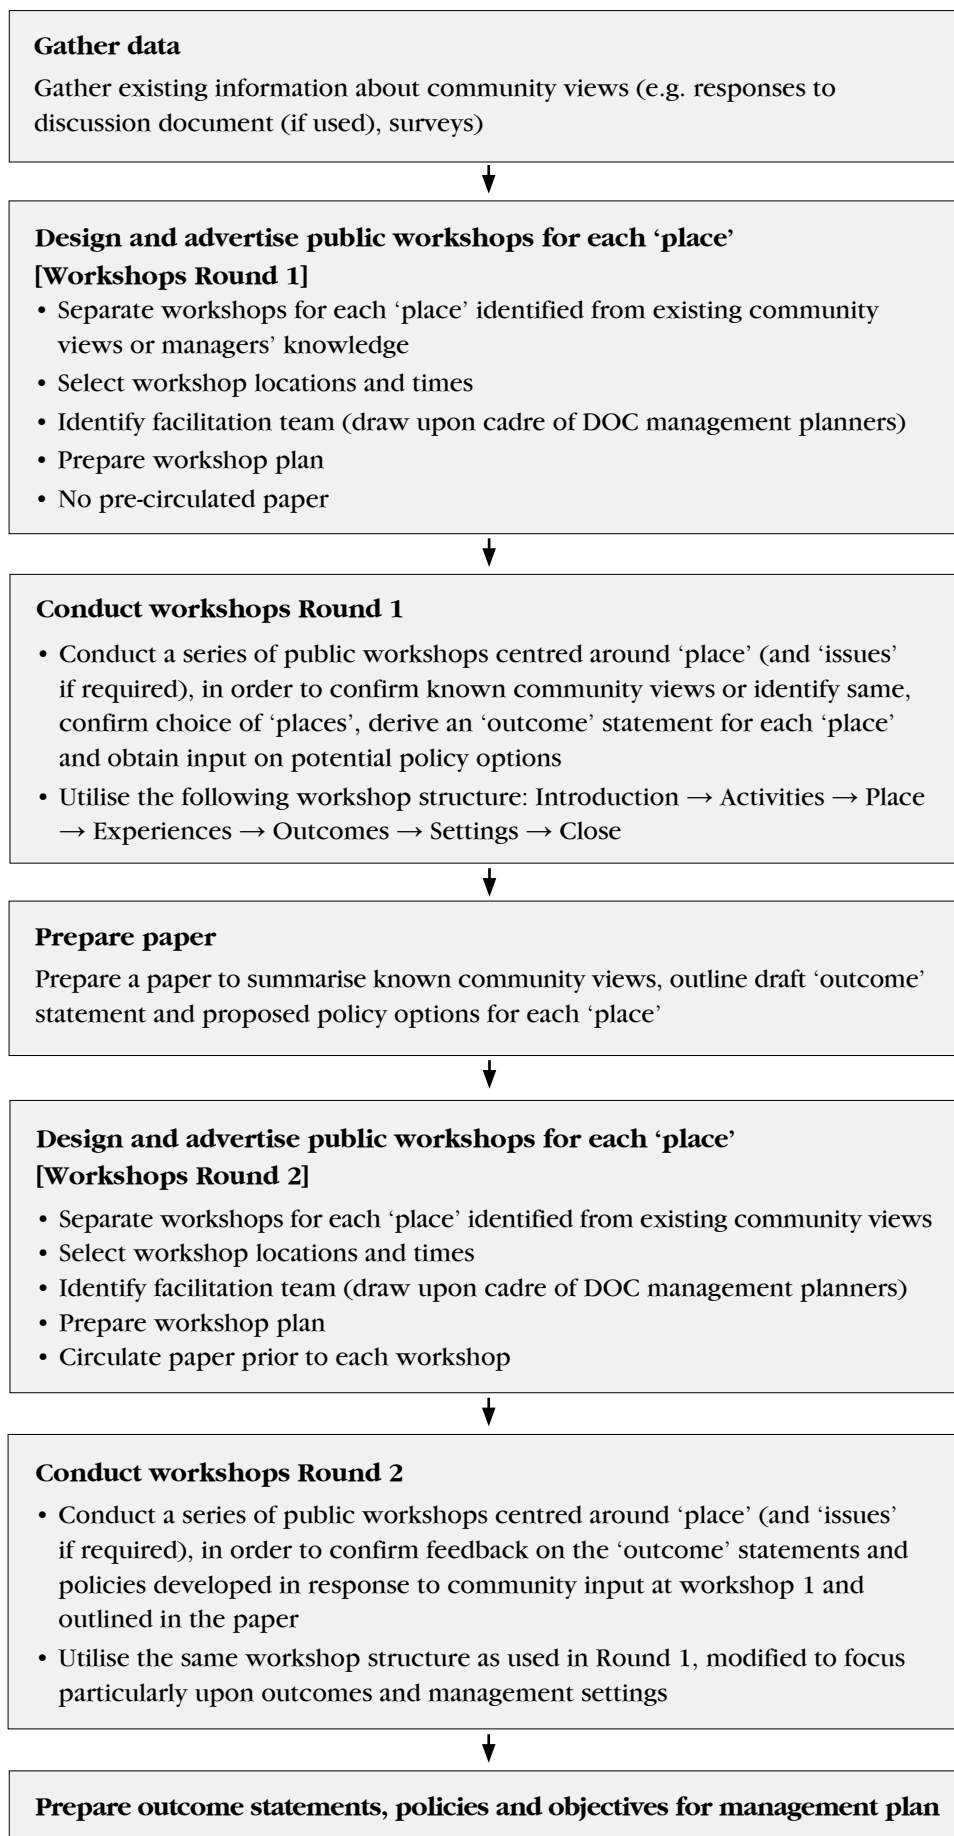 Gather data
Gather existing information about community views (e.g. responses to
discussion document (if used), surveys)
Design and advertise public workshops for each ‘place’
[Workshops Round 1]
• Separate workshops for each ‘place’ identified from existing community
views or managers’ knowledge
• Select workshop locations and times
• Identify facilitation team (draw upon cadre of DOC management planners)
• Prepare workshop plan
• No pre-circulated paper
Conduct workshops Round 1
• Conduct a series of public workshops centred around ‘place’ (and ‘issues’
if required), in order to confirm known community views or identify same,
confirm choice of ‘places’, derive an ‘outcome’ statement for each ‘place’
and obtain input on potential policy options
• Utilise the following workshop structure: Introduction → Activities → Place
→ Experiences → Outcomes → Settings → Close
Prepare paper
Prepare a paper to summarise known community views, outline draft ‘outcome’
statement and proposed policy options for each ‘place’
Design and advertise public workshops for each ‘place’
[Workshops Round 2]
• Separate workshops for each ‘place’ identified from existing community views
• Select workshop locations and times
• Identify facilitation team (draw upon cadre of DOC management planners)
• Prepare workshop plan
• Circulate paper prior to each workshop
Conduct workshops Round 2
• Conduct a series of public workshops centred around ‘place’ (and ‘issues’
if required), in order to confirm feedback on the ‘outcome’ statements and
policies developed in response to community input at workshop 1 and
outlined in the paper
• Utilise the same workshop structure as used in Round 1, modified to focus
particularly upon outcomes and management settings
Prepare outcome statements, policies and objectives for management plan